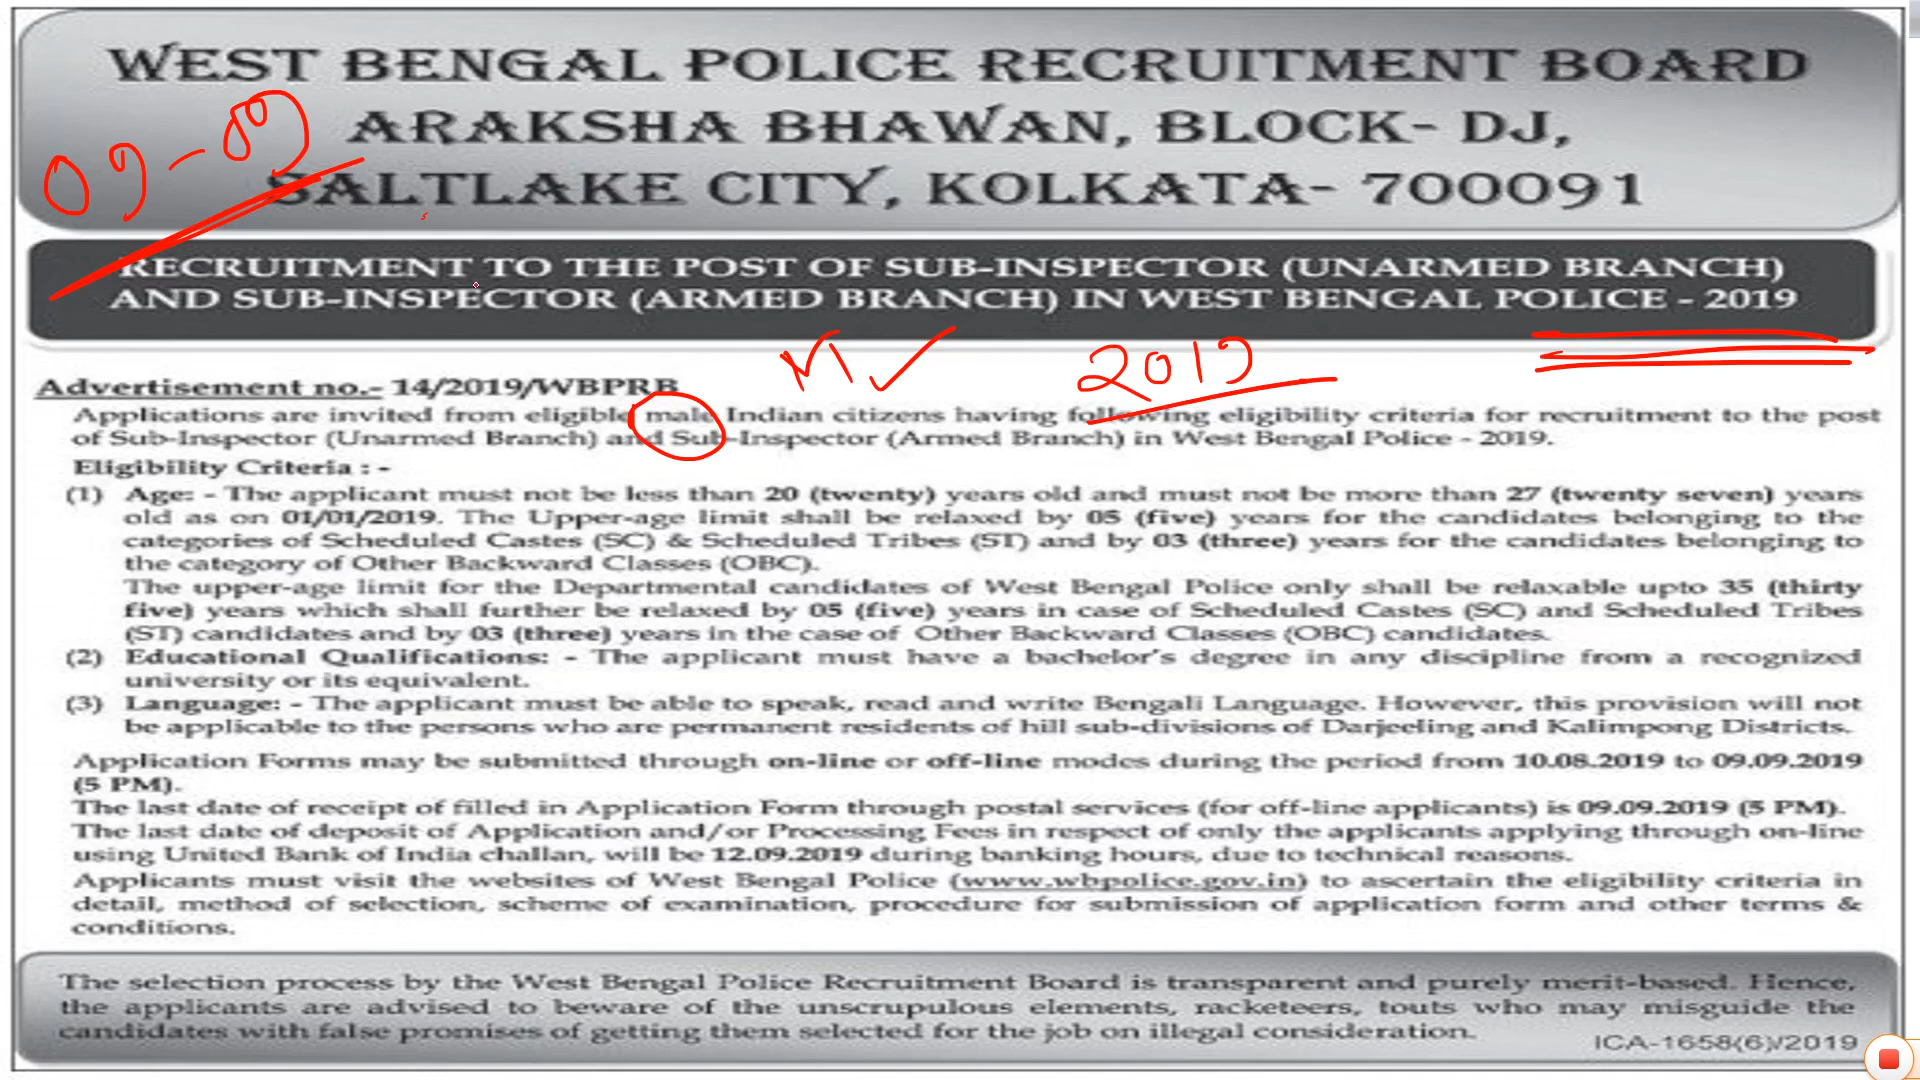 WEST BENGAL POLICE RECRUITMENT BOARD
ARAKSHA BHAWAN, BLOCK- DJ,
SALTLAKE CITY, KOLKATA- 700091
RECRUITMENT TO THE POST OF SUB-INSPECTOR (UNARMED BRANCH)
AND SUB-INSPECTOR (ARMED BRANCH) IN WEST BENGAL POLICE - 2019
M 2019
Advertisement no.- 14/2019/WBPRB
Applications are invited from eligible male Indian citizens having following eligibility criteria for recruitment to the post
of Sub-Inspector (Unarmed Branch) and Sub-Inspector (Armed Branch) in West Bengal Police - 2019.
Eligibility Criteria : -
(1) Age: - The applicant must not be less than 20 (twenty) years old and must not be more than 27 (twenty seven) years
old as on 01/01/2019. The Upper-age limit shall be relaxed by 05 (five) years for the candidates belonging to the
categories of Scheduled Castes (SC) & Scheduled Tribes (ST) and by 03 (three) years for the candidates belonging to
the category of Other Backward Classes (OBC).
The upper-age limit for the Departmental candidates of West Bengal Police only shall be relaxable upto 35 (thirty
five) years which shall further be relaxed by 05 (five) years in case of Scheduled Castes (SC) and Scheduled Tribes
(ST) candidates and by 03 (three) years in the case of Other Backward Classes (OBC) candidates.
(2) Educational Qualifications: - The applicant must have a bachelor's degree in any discipline from a recognized
university or its equivalent.
(3) Language: - The applicant must be able to speak, read and write Bengali Language. However, this provision will not
be applicable to the persons who are permanent residents of hill sub-divisions of Darjeeling and Kalimpong Districts.
Application Forms may be submitted through on-line or off-line modes during the period from 10.08.2019 to 09.09.2019
(5 PM).
The last date of receipt of filled in Application Form through postal services (for off-line applicants) is 09.09.2019 (5 PM).
The last date of deposit of Application and/or Processing Fees in respect of only the applicants applying through on-line
using United Bank of India challan, will be 12.09.2019 during banking hours, due to technical reasons.
Applicants must visit the websites of West Bengal Police (www.wbpolice.gov.in) to ascertain the eligibility criteria in
detail, method of selection, scheme of examination, procedure for submission of application form and other terms &
conditions.
The selection process by the West Bengal Police Recruitment Board is transparent and purely merit-based. Hence,
the applicants are advised to beware of the unscrupulous elements, racketeers, touts who may misguide the
candidates with false promises of getting them selected for the job on illegal consideration.
ICA-1658(6)/2019